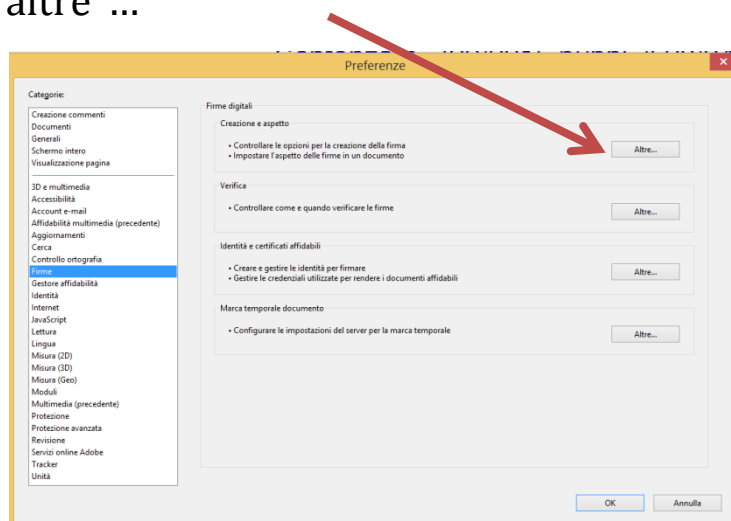 altre …
Preferenze
Categorie:
Creazione commenti
Documenti
Generali
Schermo intero
Visualizzazione pagina
3D e multimedia
Accessibilità
Account e-mail
Affidabilità multimedia (precedente)
Aggiornamenti
Cerca
Controllo ortografia
Firme
Gestore affidabilità
Identità
Internet
JavaScript
Lettura
Lingua
Misura (2D)
Misura (3D)
Misura (Geo)
Moduli
Multimedia (precedente)
Protezione
Protezione avanzata
Revisione
Servizi online Adobe
Tracker
Unità
Firme digitali
Creazione e aspetto
• Controllare le opzioni per la creazione della firma
• Impostare l'aspetto delle firme in un documento
Altre...
Verifica
• Controllare come e quando verificare le firme
Altre...
Identità e certificati affidabili
• Creare e gestire le identità per firmare
• Gestire le credenziali utilizzate per rendere i documenti affidabili
Altre...
Marca temporale documento
• Configurare le impostazioni del server per la marca temporale
Altre...
OK
Annulla